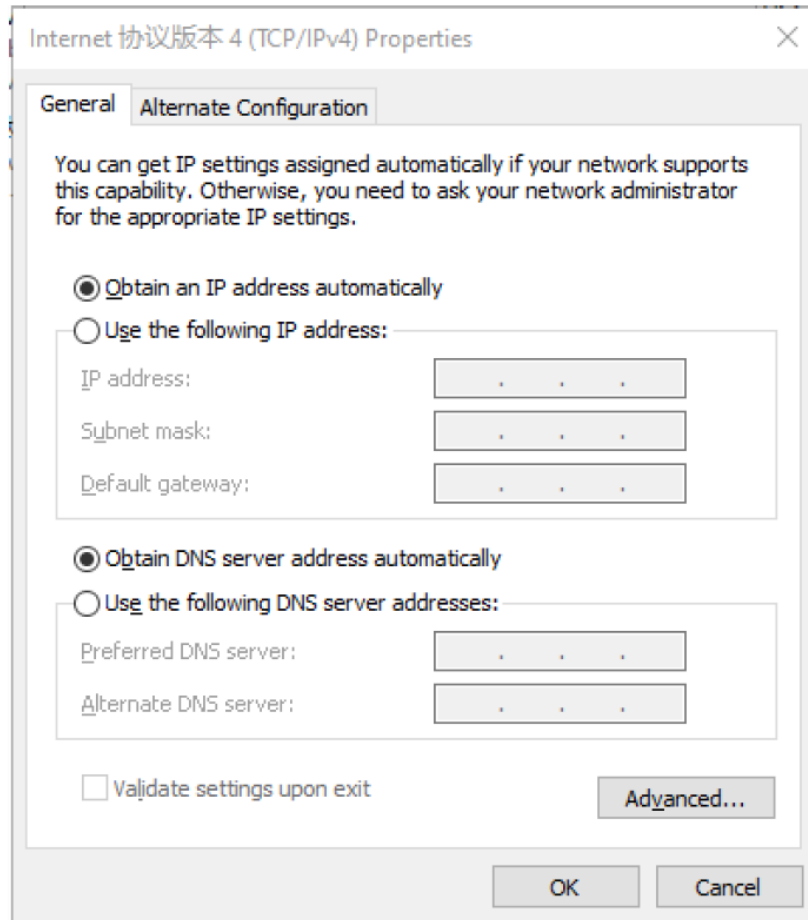 Internet 协议版本 4 (TCP/IPv4) Properties
General
Alternate Configuration
You can get IP settings assigned automatically if your network supports
this capability. Otherwise, you need to ask your network administrator
for the appropriate IP settings.
Obtain an IP address automatically
Use the following IP address:
IP address:
Subnet mask:
Default gateway:
Obtain DNS server address automatically
Use the following DNS server addresses:
Preferred DNS server:
Alternate DNS server:
Validate settings upon exit
Advanced...
OK
Cancel